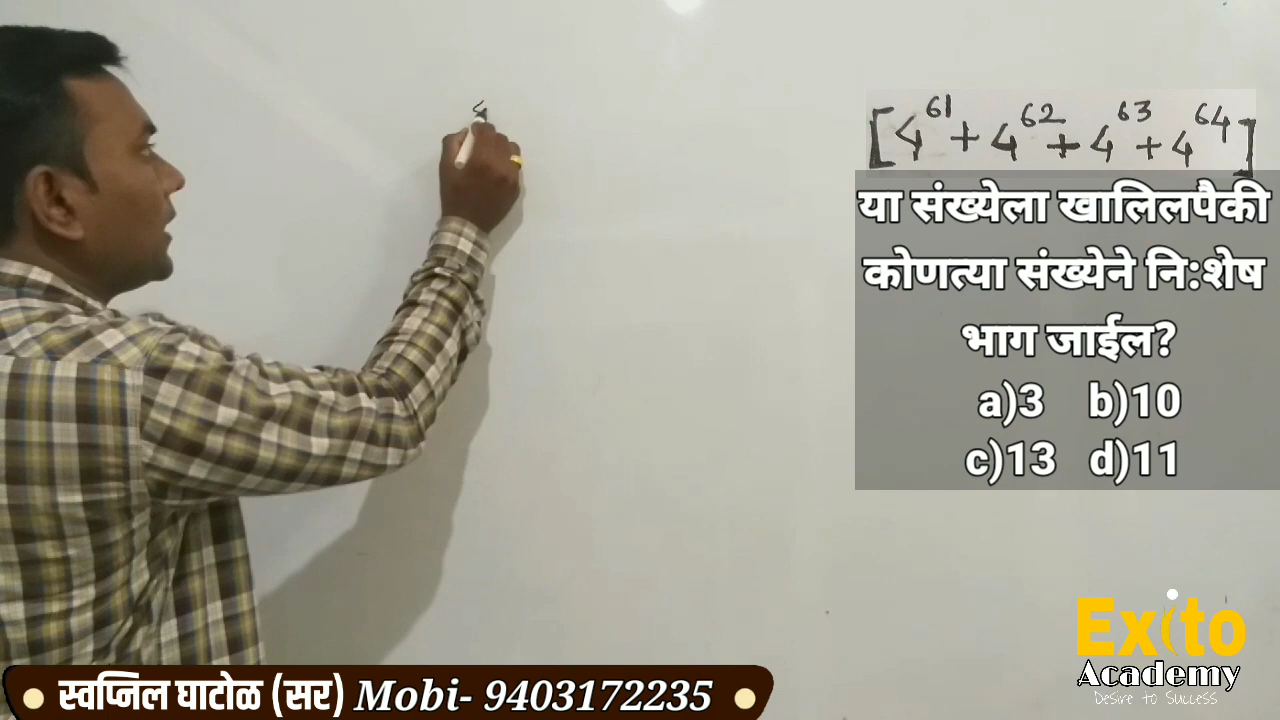 4
[4^61 + 4^62 + 4^63 + 4^64]
या संख्येला खालिलपैकी
कोणत्या संख्येने नि:शेष
भाग जाईल?
a)3 b)10
c)13 d)11
Exito
Academy
Desire to Success
स्वप्निल घाटोळ (सर) Mobi- 9403172235